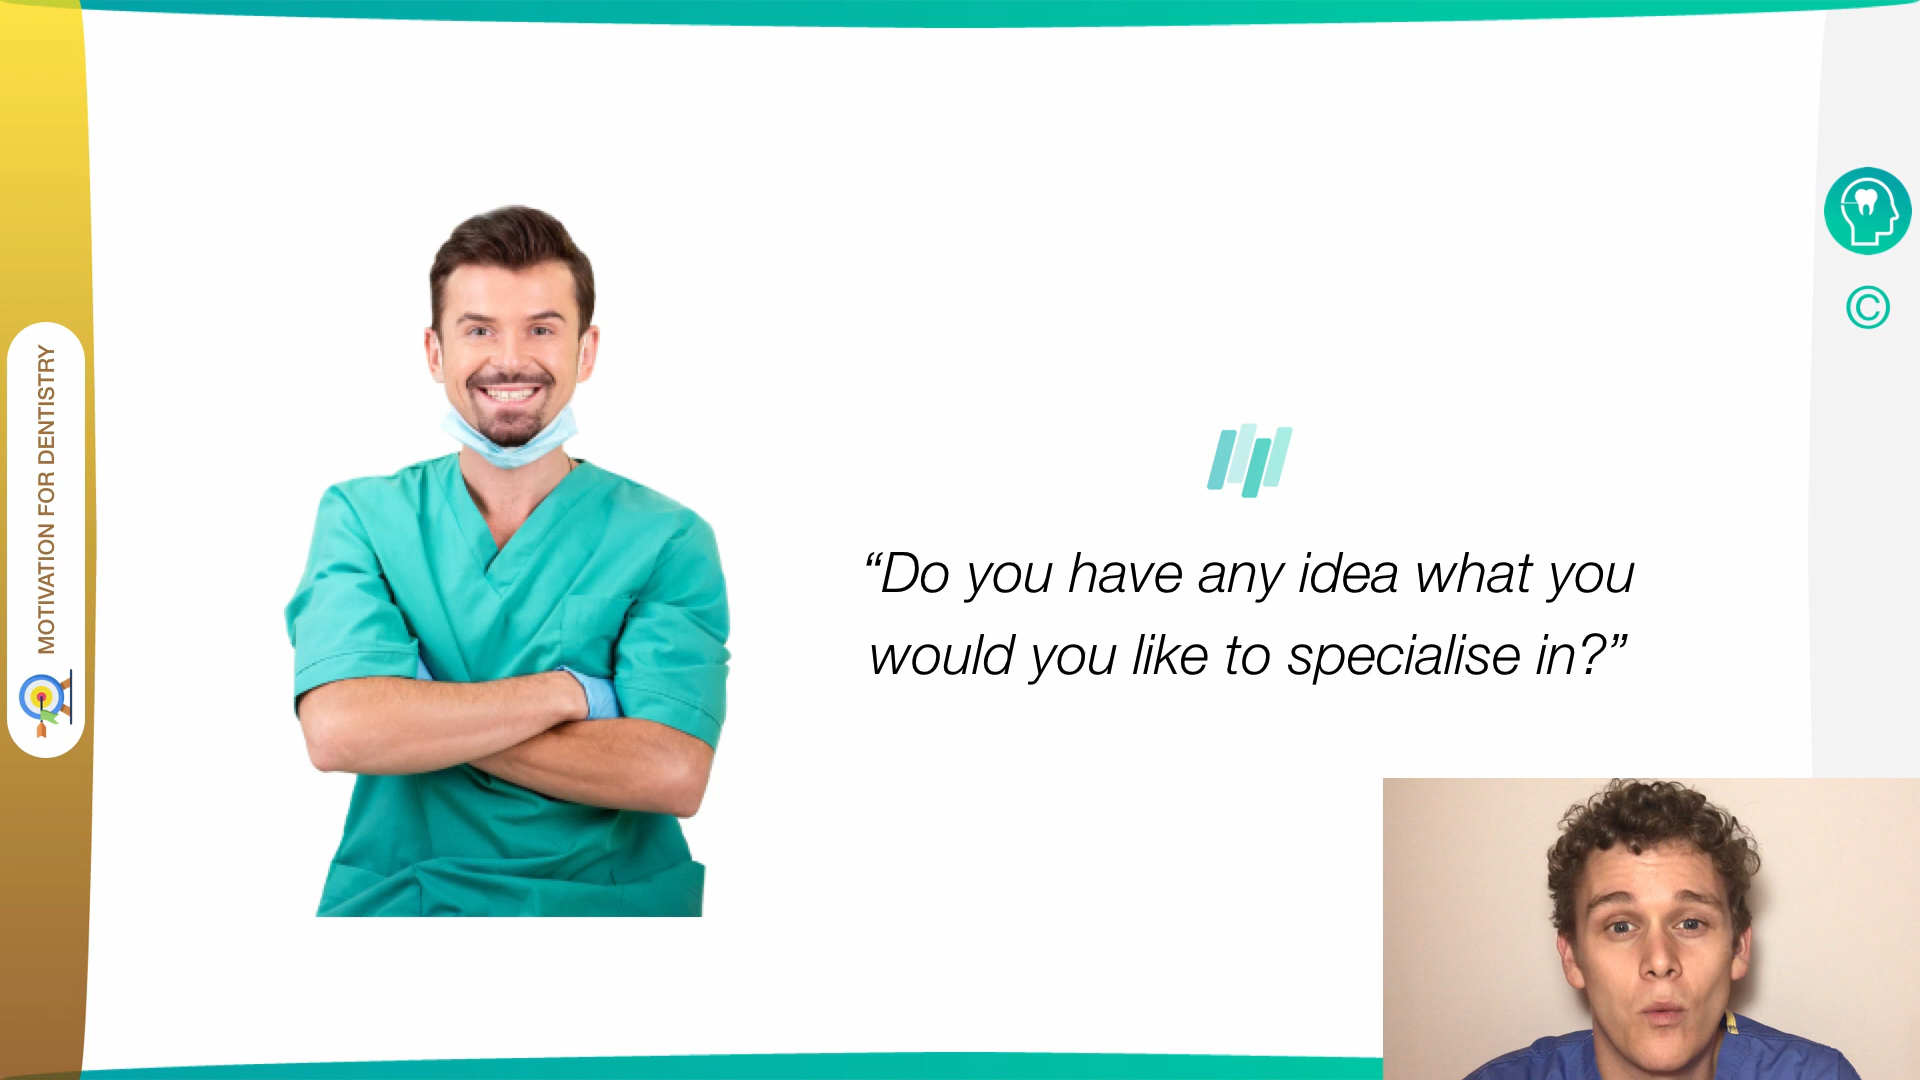 MOTIVATION FOR DENTISTRY
©
“Do you have any idea what you
would you like to specialise in?”